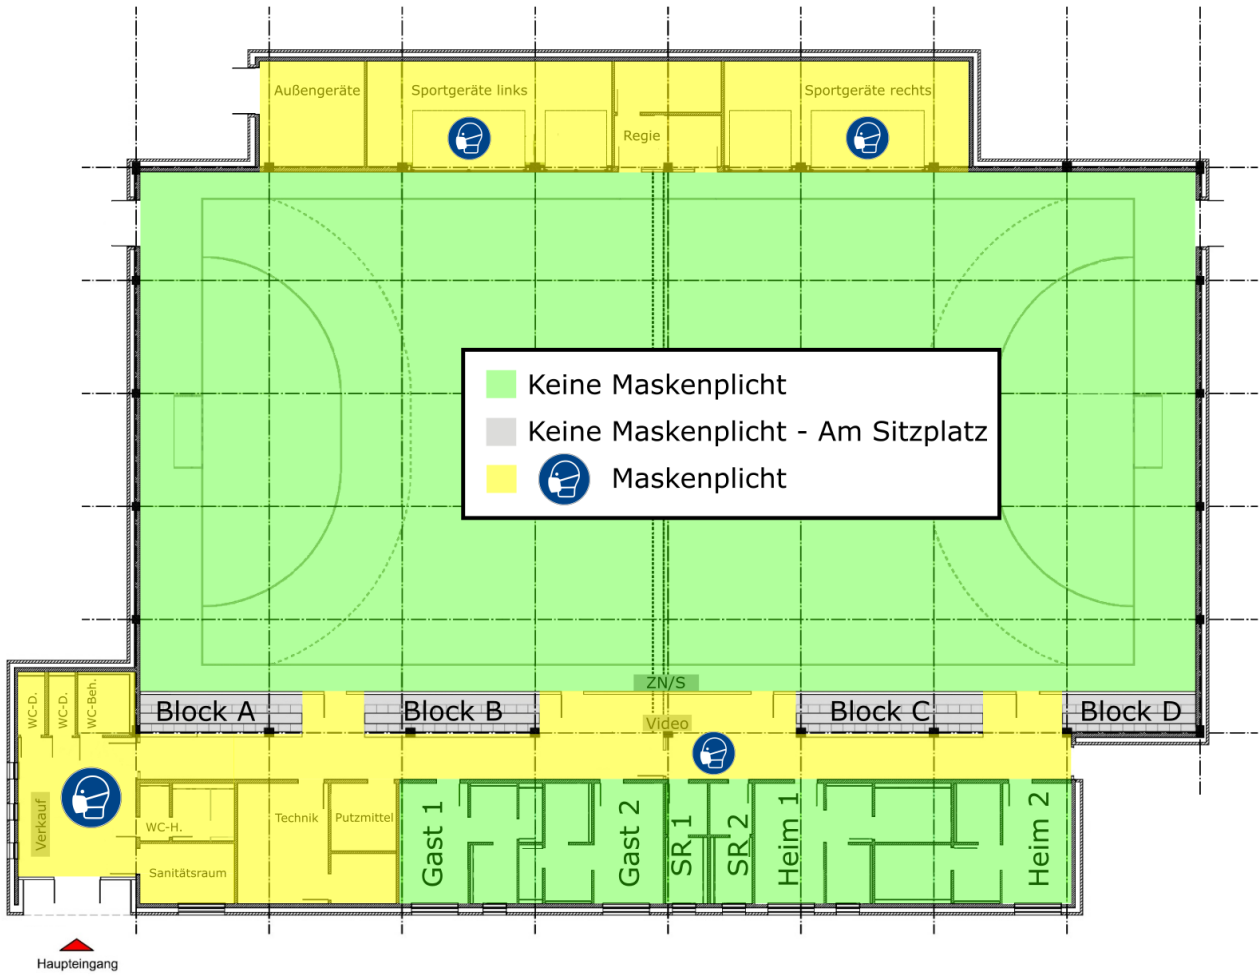 Außengeräte
Sportgeräte links
Regie
Sportgeräte rechts
Keine Maskenplicht
Keine Maskenplicht - Am Sitzplatz
Maskenplicht
ZN/S
Video
Block A
Block B
Block C
Block D
WC-D.
WC-D.
WC-Beh.
Verkauf
WC-H.
Sanitätsraum
Technik
Putzmittel
Gast 1
Gast 2
SR 1
SR 2
Heim 1
Heim 2
Haupteingang